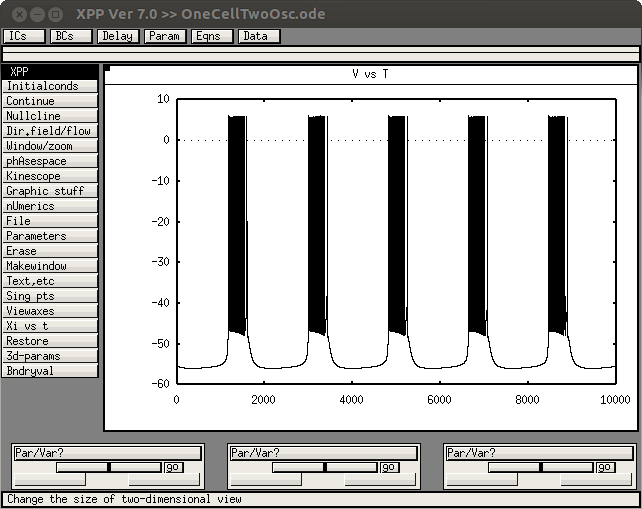 XPP Ver 7.0 >> OneCellTwoOsc.ode
ICs BCs Delay Param Eqns Data
XPP
Initialconds
Continue
Nullcline
Dir.field/flow
Window/zoom
phAsespace
Kinescope
Graphic stuff
nUmerics
File
Parameters
Erase
Makewindow
Text,etc
Sing pts
Viewaxes
Xi vs t
Restore
3d-params
Bndryval
V vs T
10
0
-10
-20
-30
-40
-50
-60
0 2000 4000 6000 8000 10000
Par/Var? Par/Var? Par/Var?
go go go
Change the size of two-dimensional view